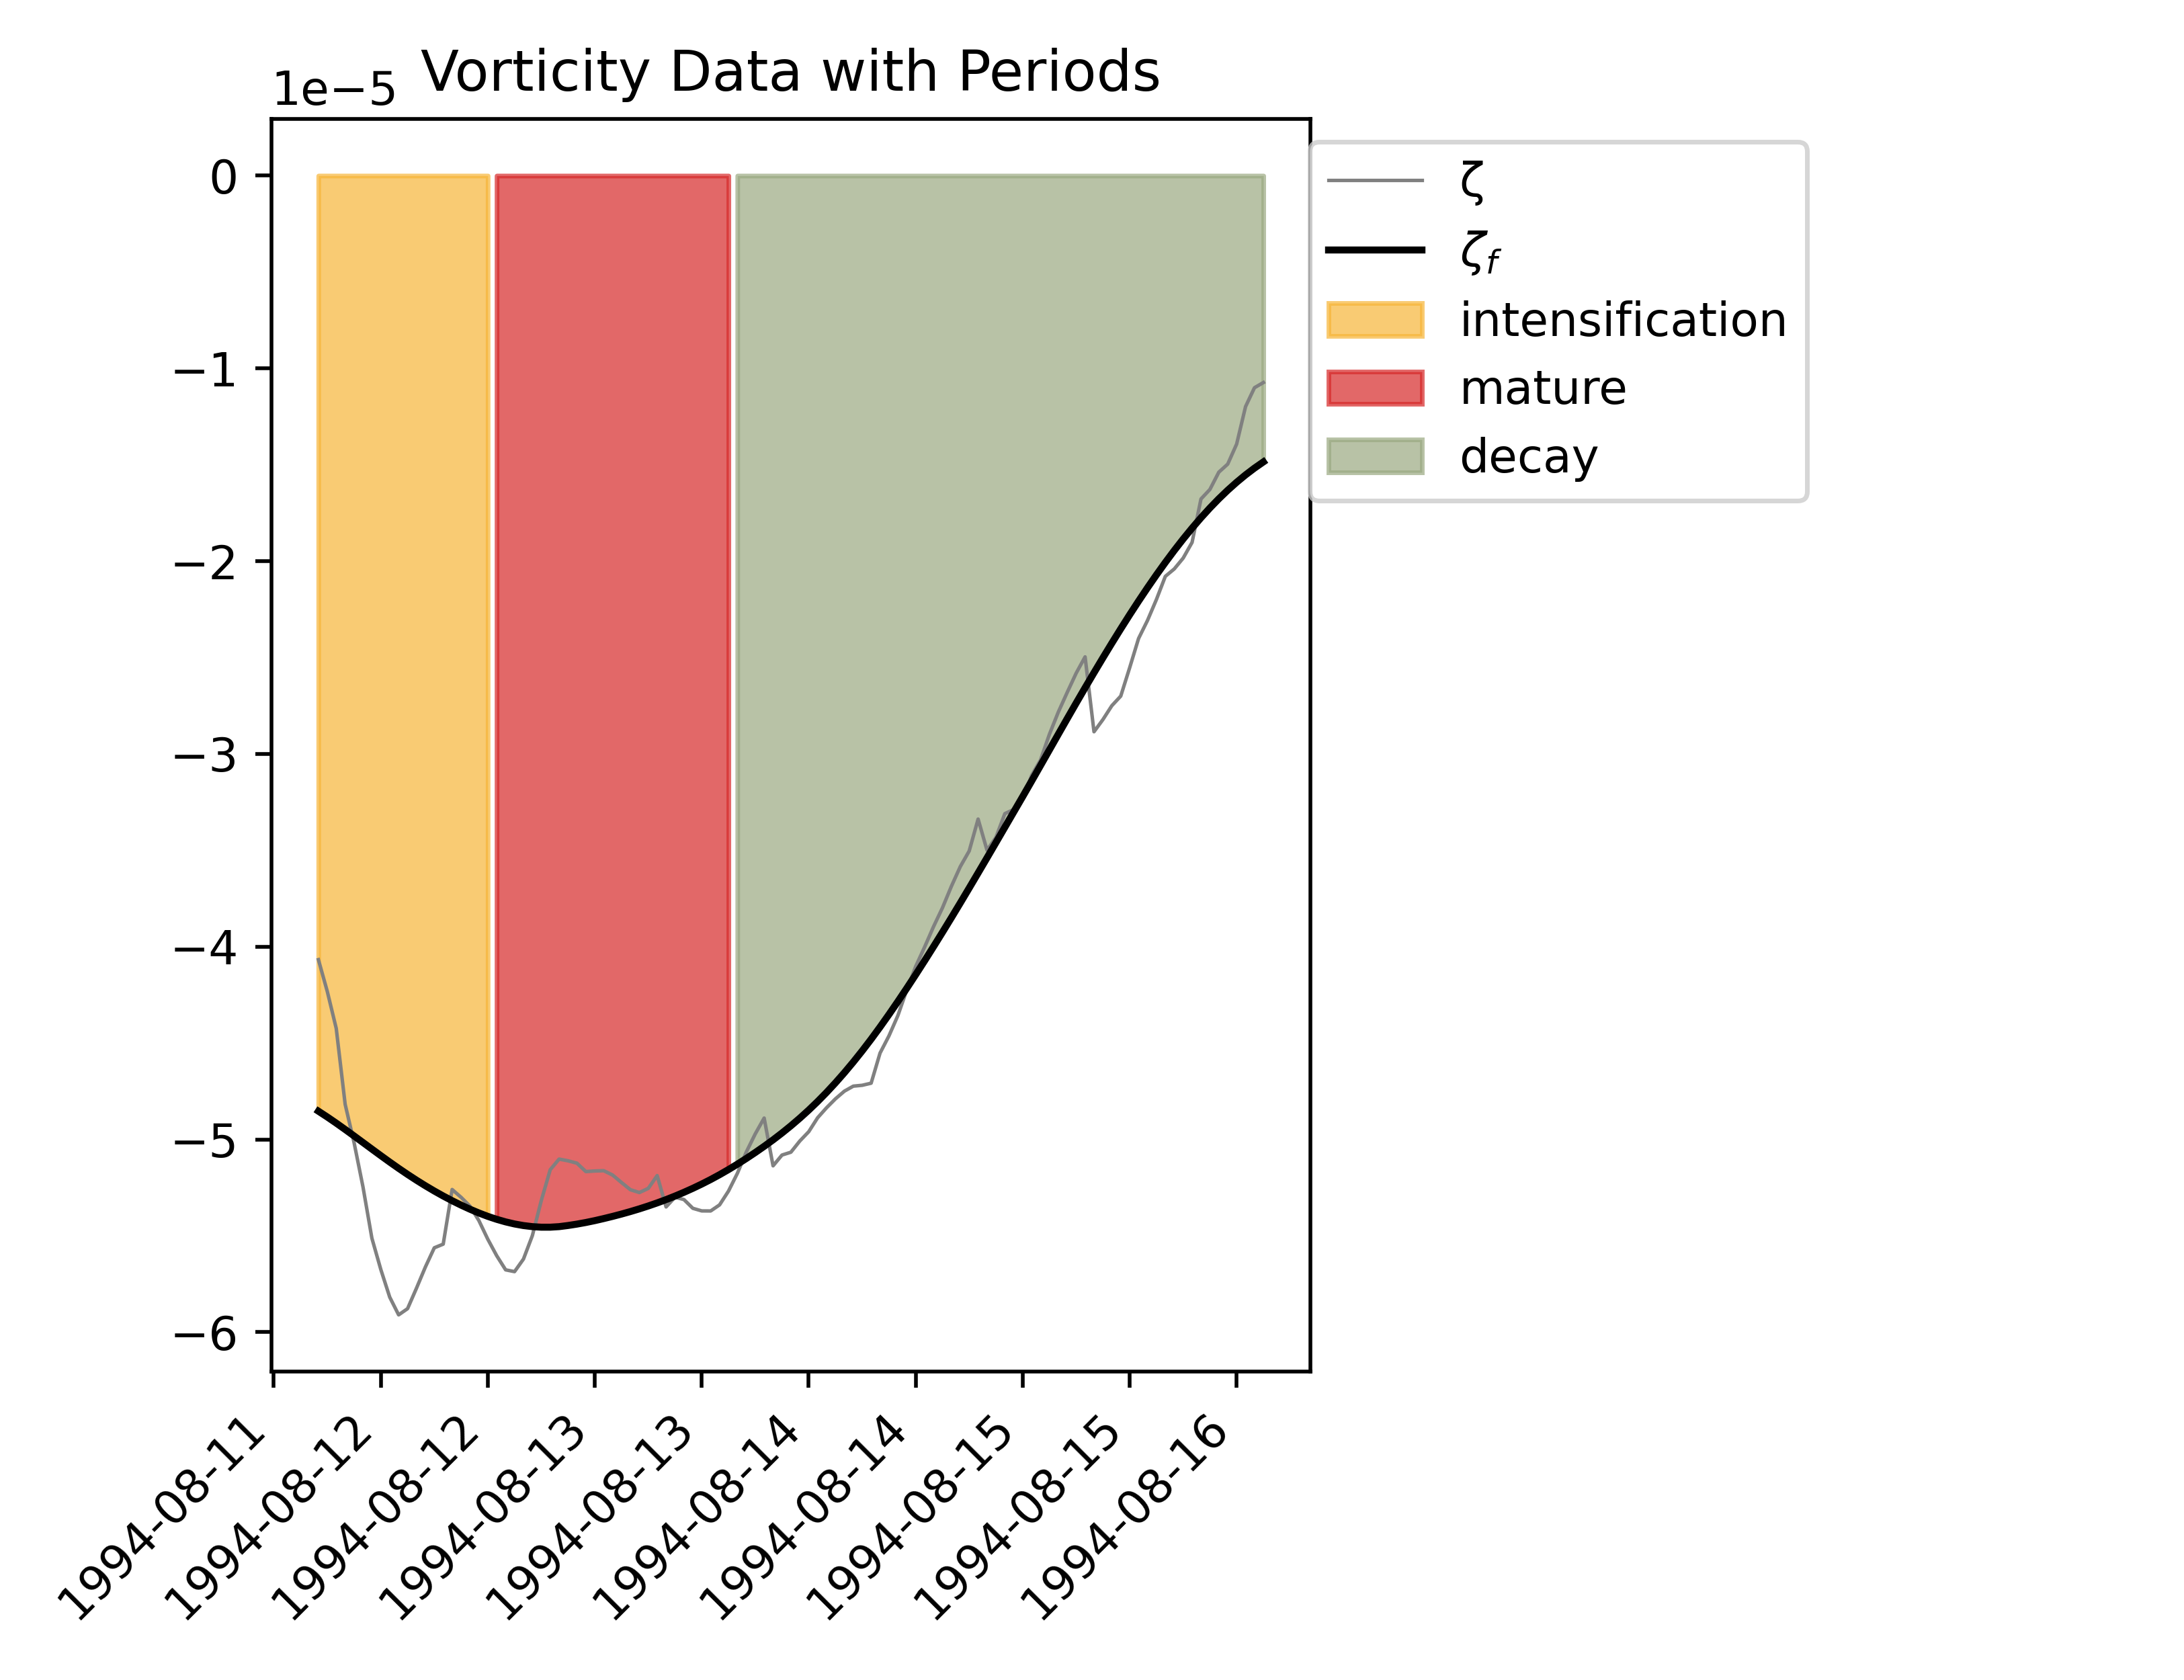 Vorticity Data with Periods
1e−5
0
−1
−2
−3
−4
−5
−6
ζ
ζf
intensification
mature
decay
1994-08-11
1994-08-12
1994-08-12
1994-08-13
1994-08-13
1994-08-14
1994-08-14
1994-08-15
1994-08-15
1994-08-16